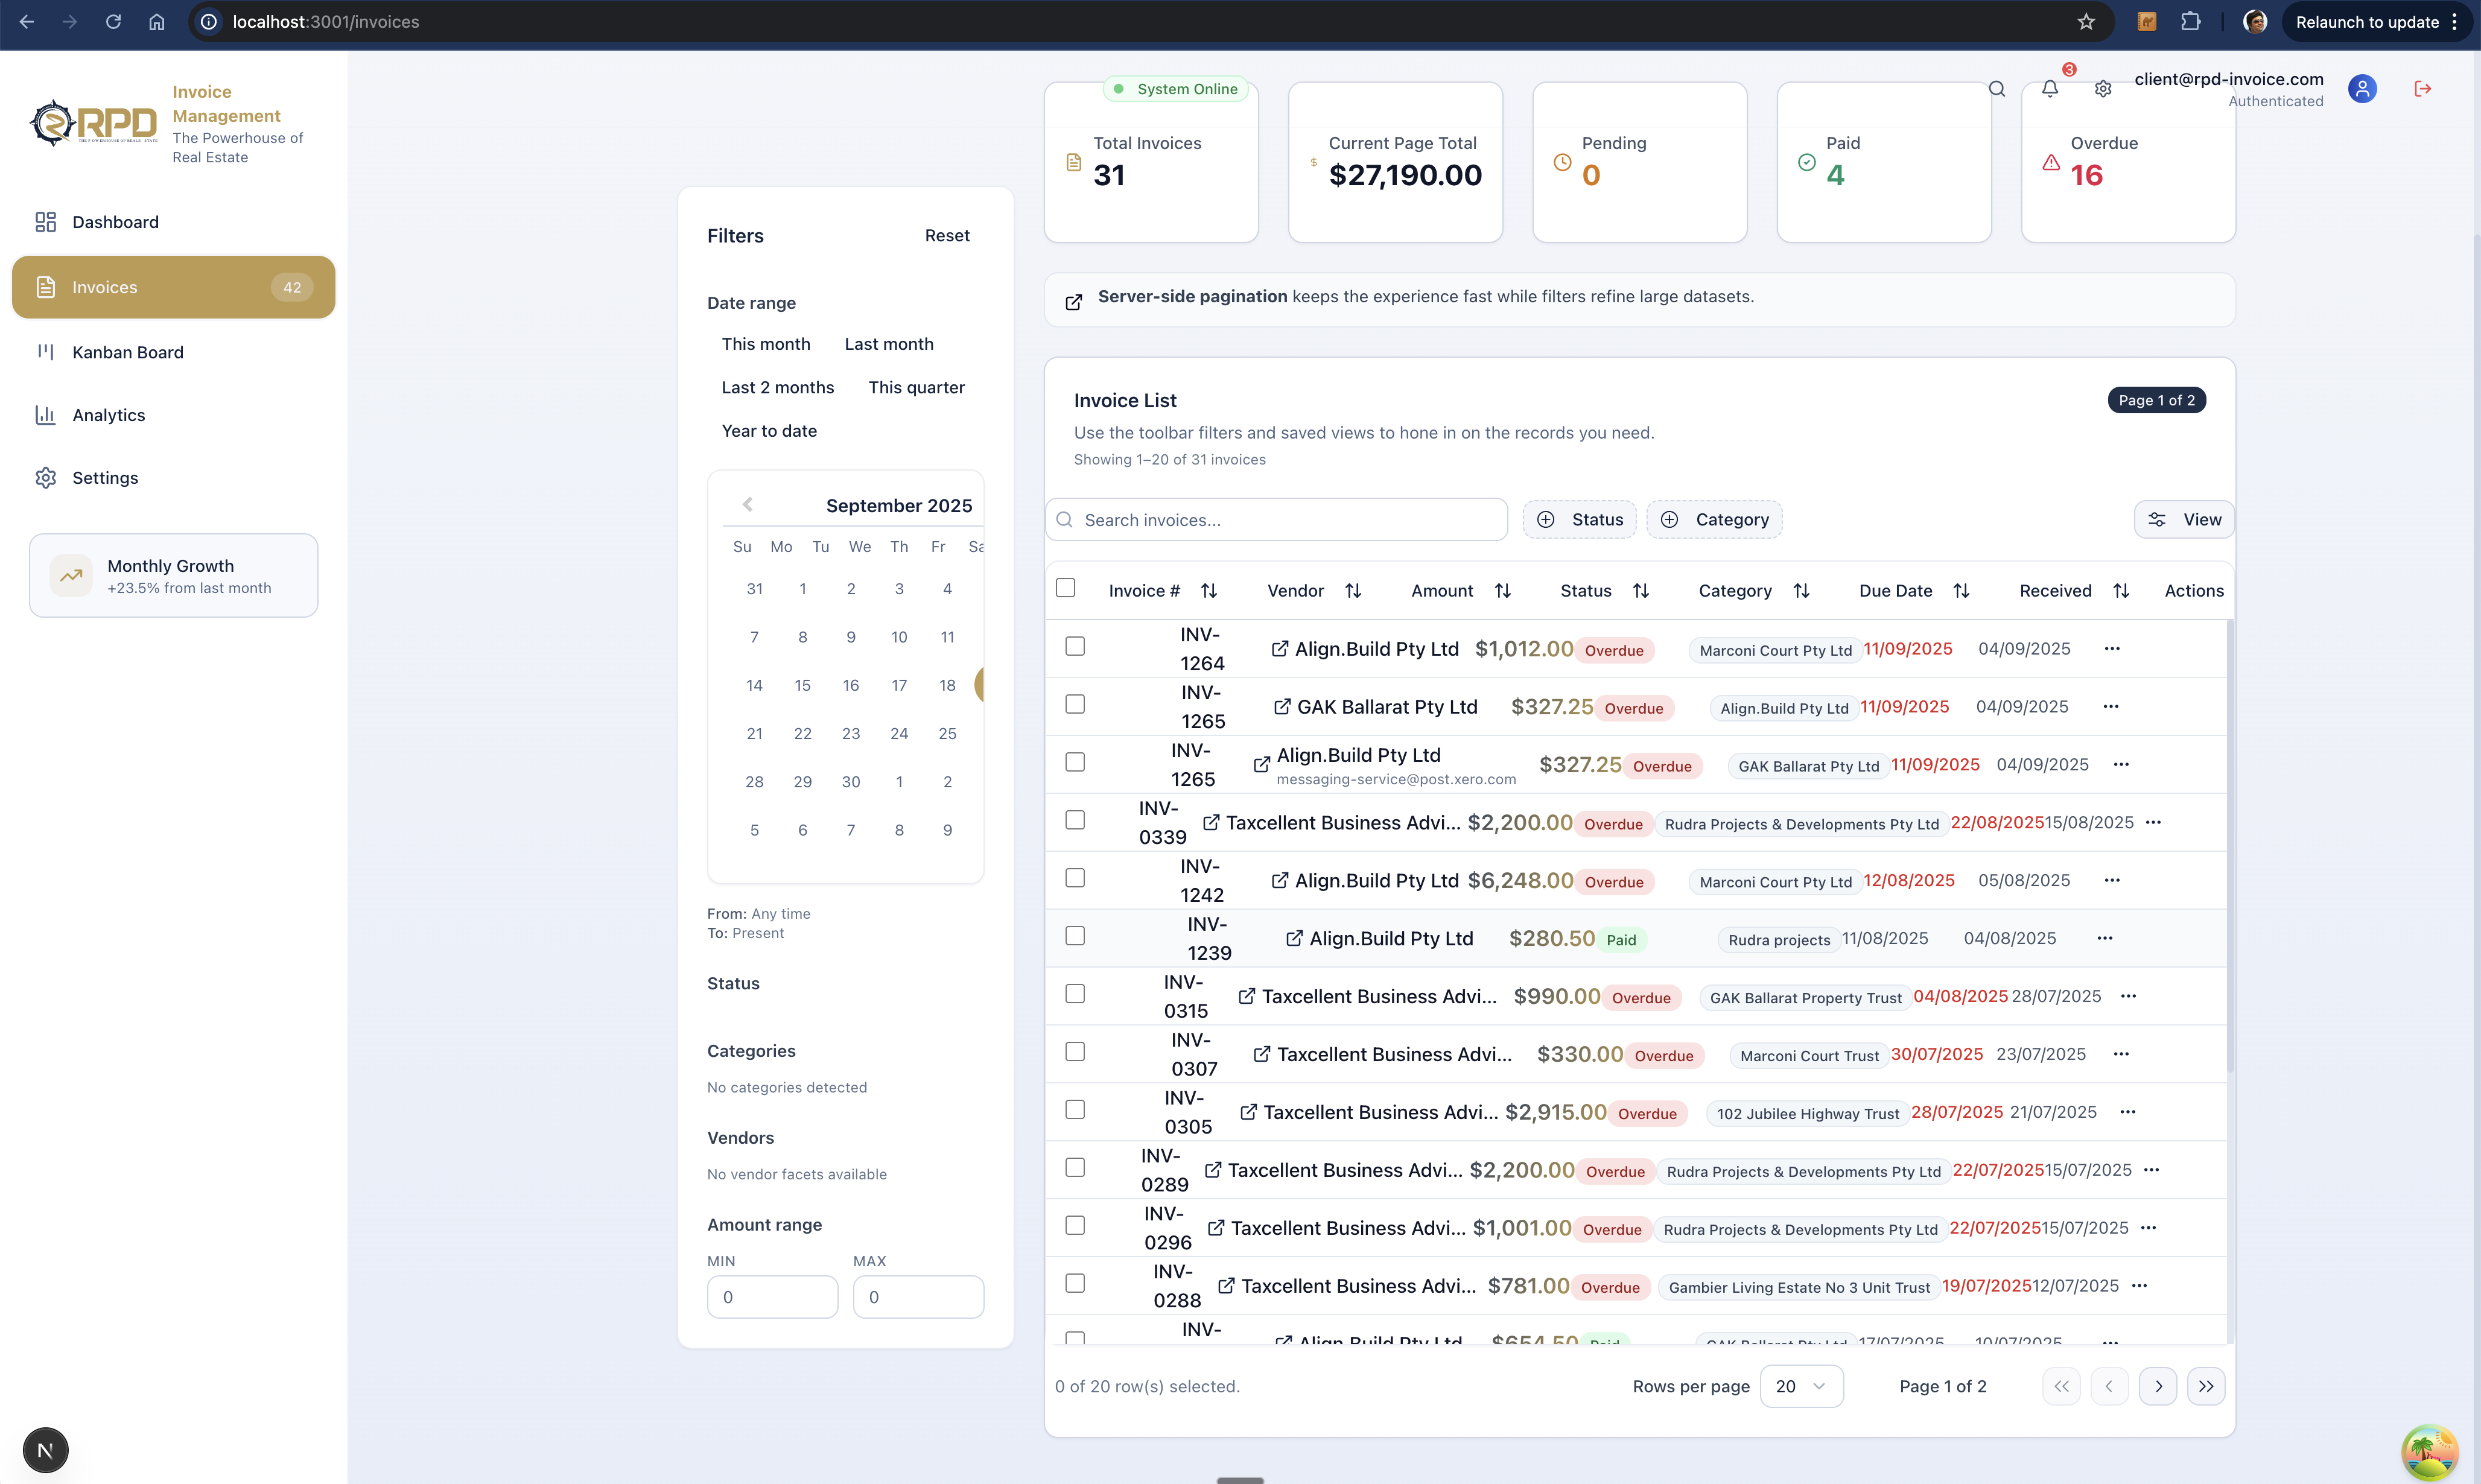 localhost:3001/invoices
Relaunch to update
RPD
Invoice
Management
The Powerhouse of
Real Estate
Dashboard
Invoices 42
Kanban Board
Analytics
Settings
Monthly Growth
+23.5% from last month
N
System Online
3
client@rpd-invoice.com
Authenticated
Total Invoices
31
Current Page Total
$ $27,190.00
Pending
0
Paid
4
Overdue
16
Filters Reset
Date range
This month Last month
Last 2 months This quarter
Year to date
September 2025
Su Mo Tu We Th Fr Sa
31 1 2 3 4
7 8 9 10 11
14 15 16 17 18
21 22 23 24 25
28 29 30 1 2
5 6 7 8 9
From: Any time
To: Present
Status
Categories
No categories detected
Vendors
No vendor facets available
Amount range
MIN MAX
0 0
Server-side pagination keeps the experience fast while filters refine large datasets.
Invoice List Page 1 of 2
Use the toolbar filters and saved views to hone in on the records you need.
Showing 1–20 of 31 invoices
Search invoices... Status Category View
Invoice # Vendor Amount Status Category Due Date Received Actions
INV-
1264 Align.Build Pty Ltd $1,012.00 Overdue Marconi Court Pty Ltd 11/09/2025 04/09/2025
INV-
1265 GAK Ballarat Pty Ltd $327.25 Overdue Align.Build Pty Ltd 11/09/2025 04/09/2025
INV-
1265 Align.Build Pty Ltd $327.25 Overdue GAK Ballarat Pty Ltd 11/09/2025 04/09/2025
messaging-service@post.xero.com
INV-
0339 Taxcellent Business Advi... $2,200.00 Overdue Rudra Projects & Developments Pty Ltd 22/08/2025 15/08/2025
INV-
1242 Align.Build Pty Ltd $6,248.00 Overdue Marconi Court Pty Ltd 12/08/2025 05/08/2025
INV-
1239 Align.Build Pty Ltd $280.50 Paid Rudra projects 11/08/2025 04/08/2025
INV-
0315 Taxcellent Business Advi... $990.00 Overdue GAK Ballarat Property Trust 04/08/2025 28/07/2025
INV-
0307 Taxcellent Business Advi... $330.00 Overdue Marconi Court Trust 30/07/2025 23/07/2025
INV-
0305 Taxcellent Business Advi... $2,915.00 Overdue 102 Jubilee Highway Trust 28/07/2025 21/07/2025
INV-
0289 Taxcellent Business Advi... $2,200.00 Overdue Rudra Projects & Developments Pty Ltd 22/07/2025 15/07/2025
INV-
0296 Taxcellent Business Advi... $1,001.00 Overdue Rudra Projects & Developments Pty Ltd 22/07/2025 15/07/2025
INV-
0288 Taxcellent Business Advi... $781.00 Overdue Gambier Living Estate No 3 Unit Trust 19/07/2025 12/07/2025
INV-
Align.Build Pty Ltd $654.50 Paid GAK Ballarat Pty Ltd 17/07/2025 10/07/2025
0 of 20 row(s) selected. Rows per page 20 Page 1 of 2